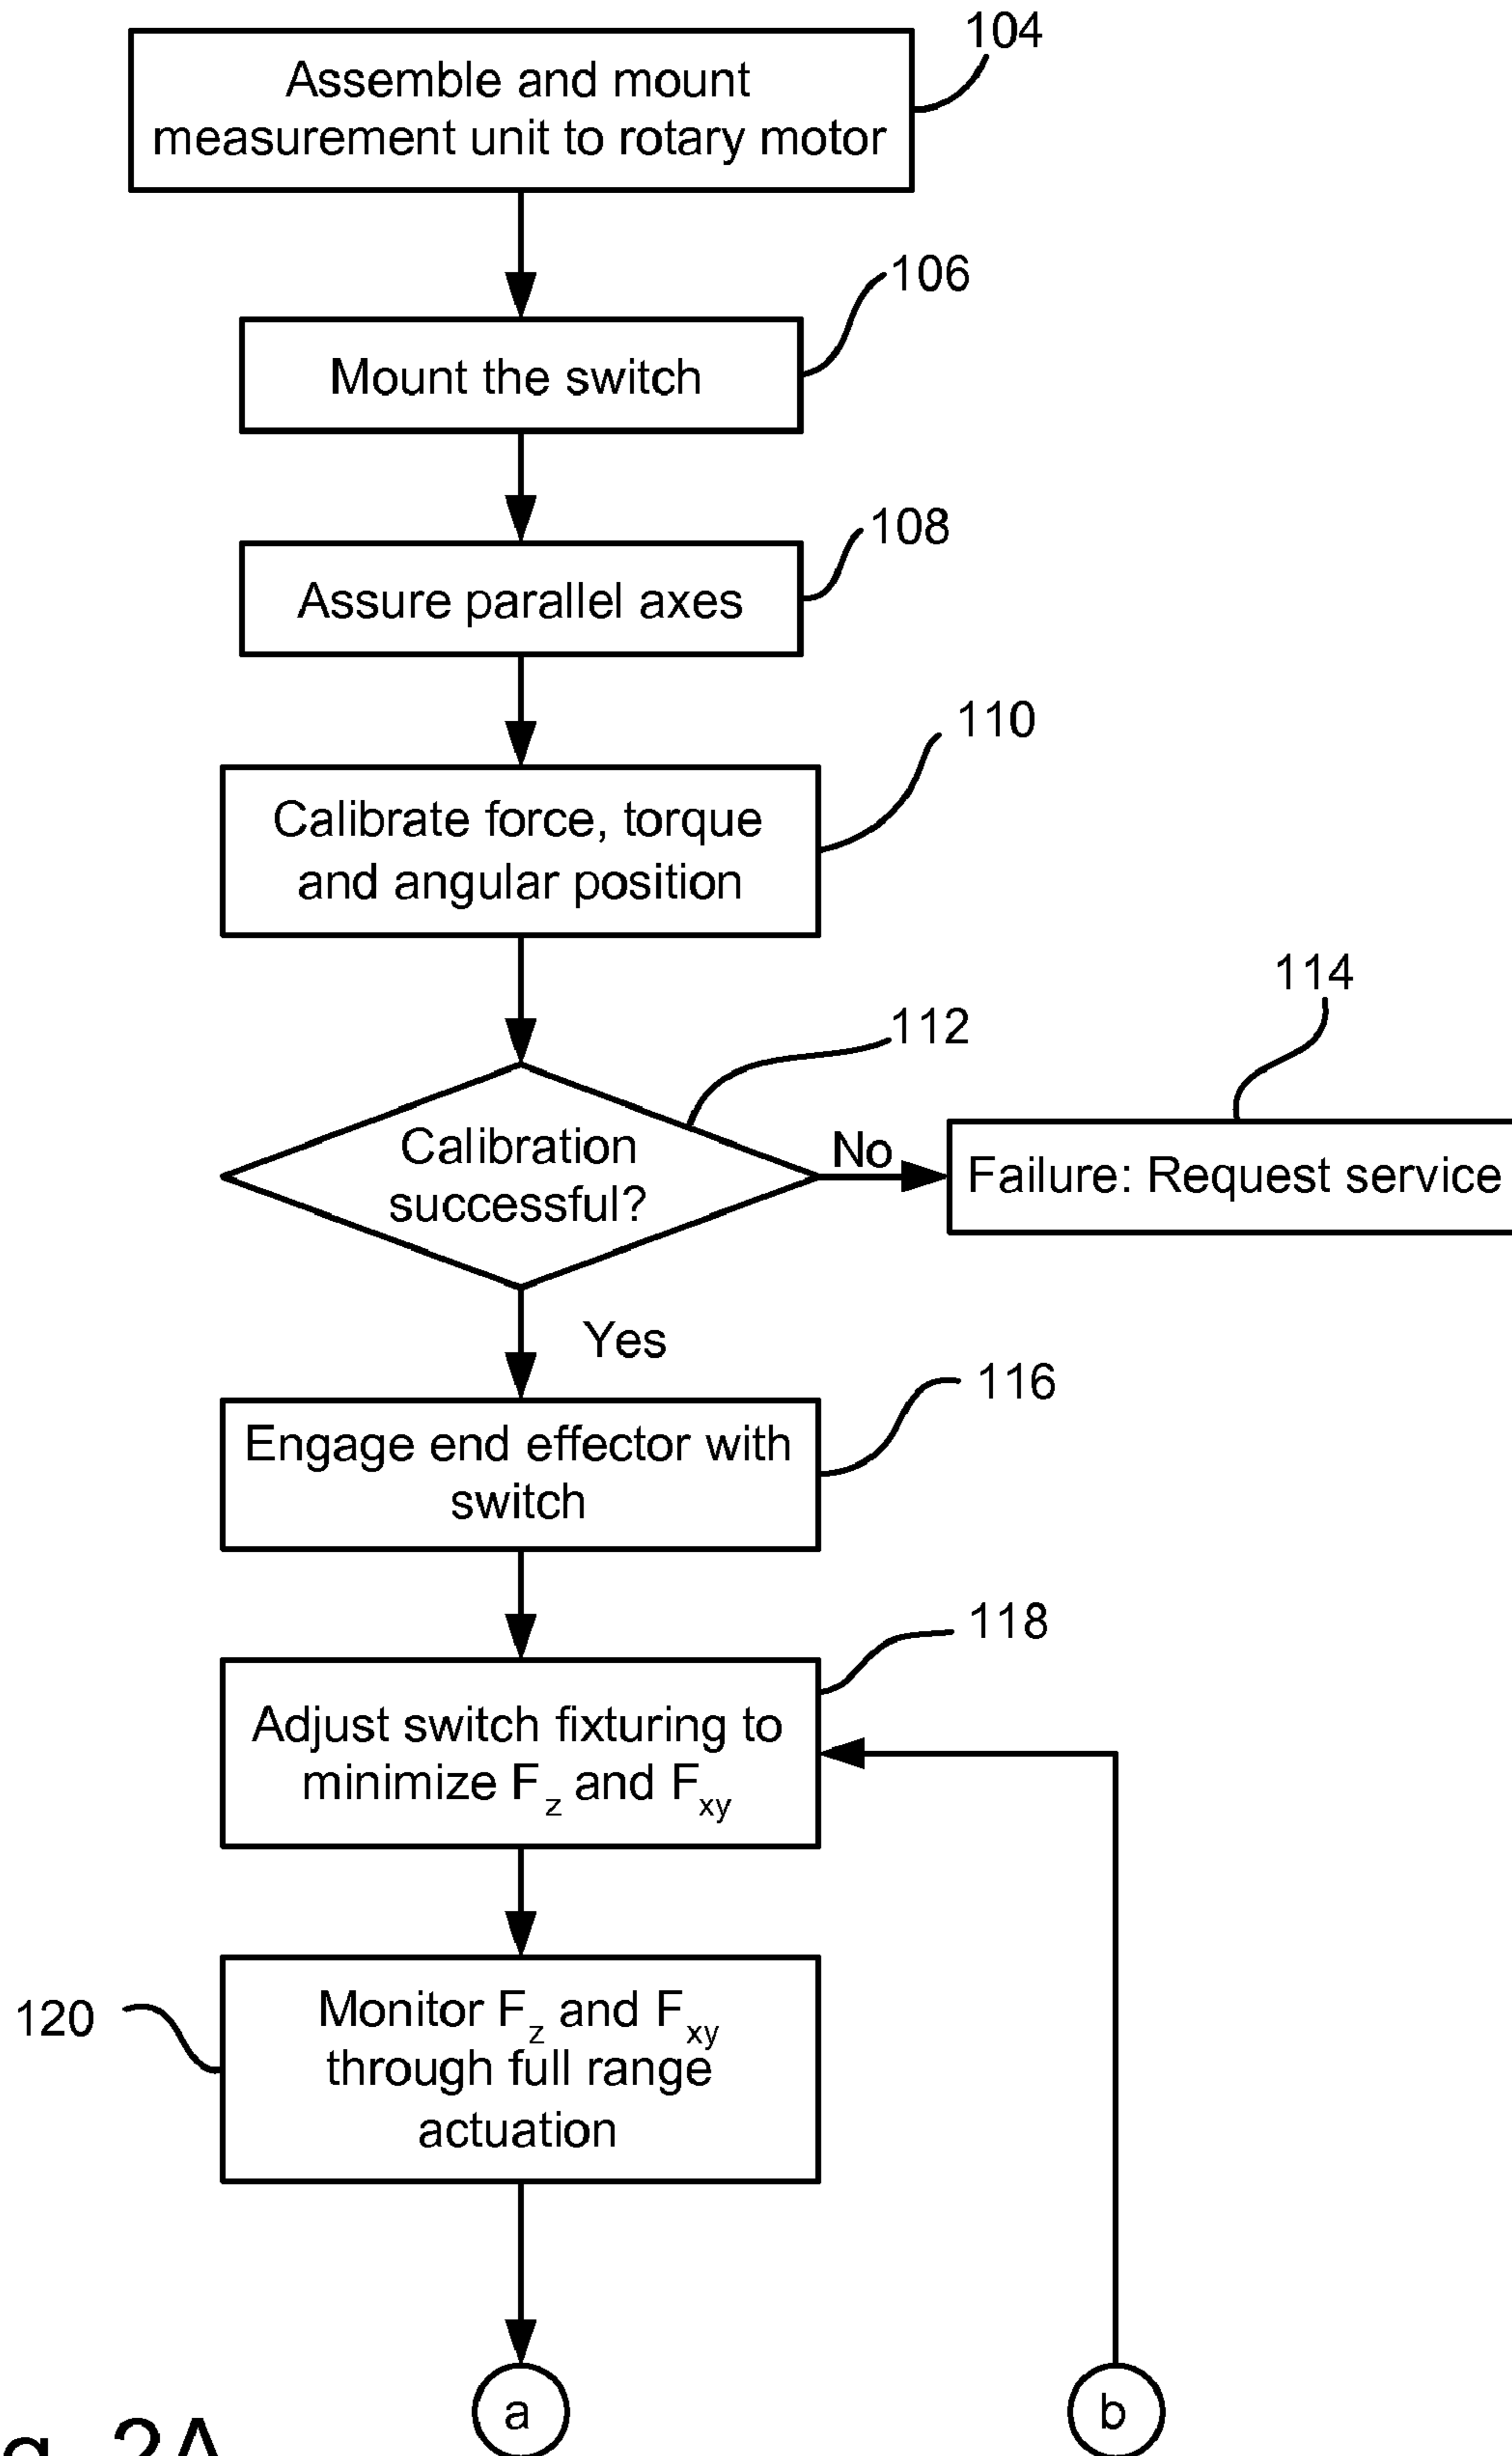 104
Assemble and mount
measurement unit to rotary motor
106
Mount the switch
108
Assure parallel axes
110
Calibrate force, torque
and angular position
112
114
Calibration
successful?
No
Failure: Request service
Yes
116
Engage end effector with
switch
118
Adjust switch fixturing to
minimize Fz and Fxy
120
Monitor Fz and Fxy
through full range
actuation
a
b
2A